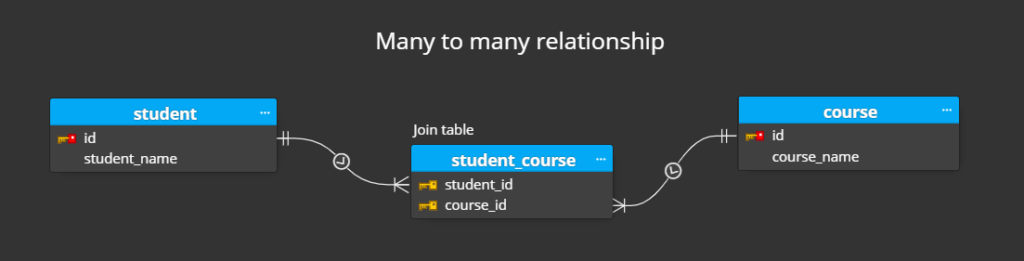 Many to many relationship
student
id
student_name
Join table
student_course
student_id
course_id
course
id
course_name